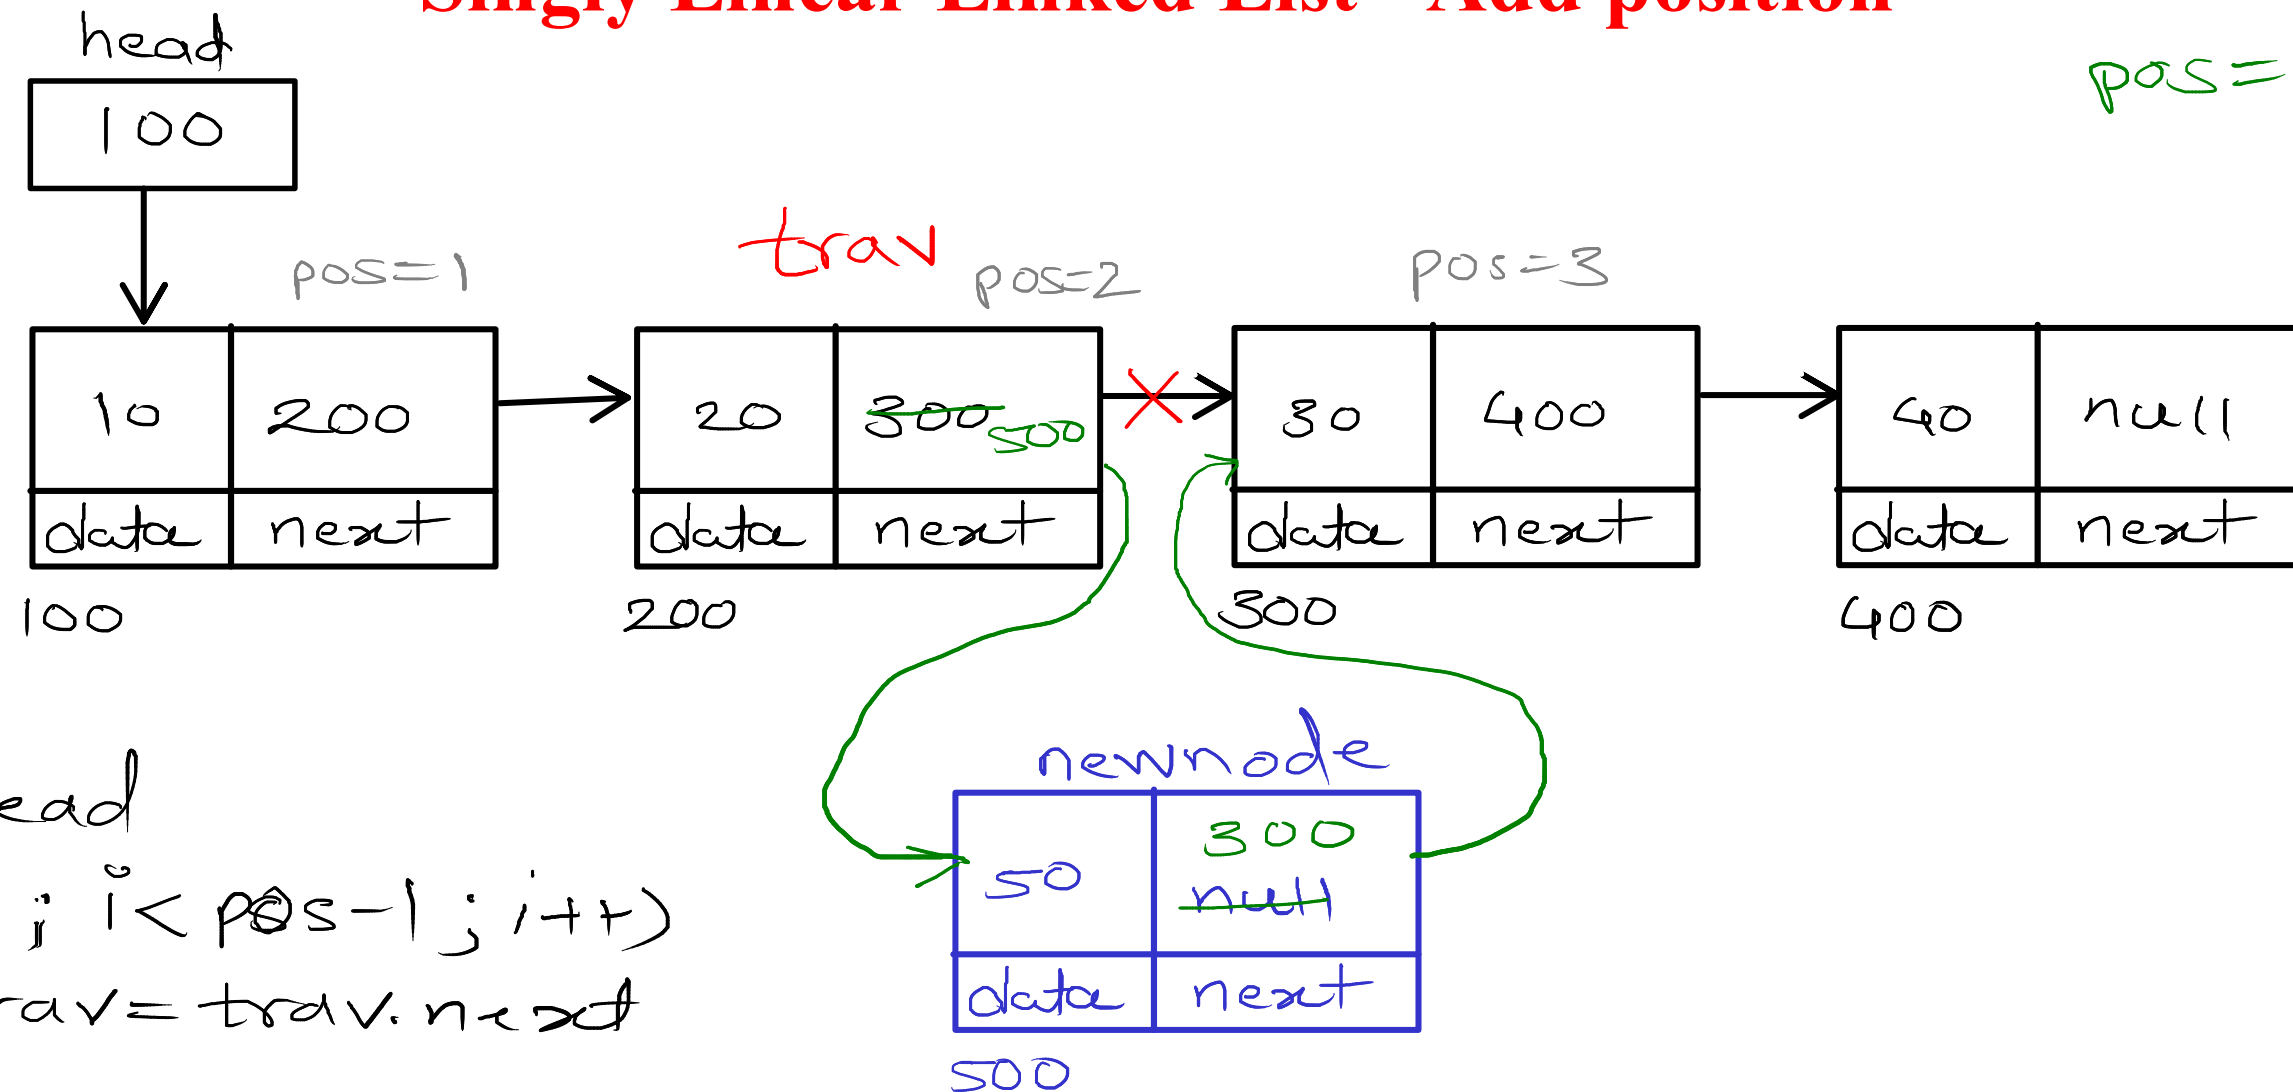 Singly Linear Linked List - Add position
head
pos=
100
trav
pos=1
pos=2
pos=3
10 200
20 300 500
30 400
40 null
data next
data next
data next
data next
100
200
300
400
newnode
ead
300
50 null
; i<pos-1; i++)
rav=trav.next
data next
500